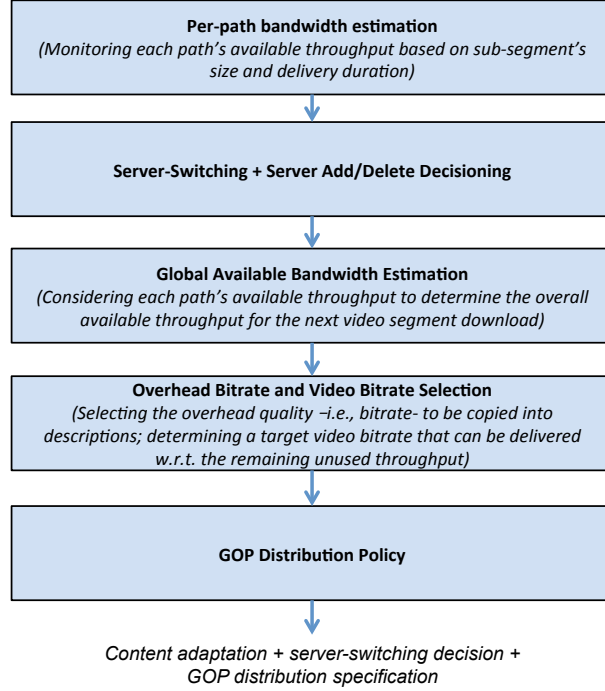 Per-path bandwidth estimation
(Monitoring each path's available throughput based on sub-segment's
size and delivery duration)
Server-Switching + Server Add/Delete Decisioning
Global Available Bandwidth Estimation
(Considering each path's available throughput to determine the overall
available throughput for the next video segment download)
Overhead Bitrate and Video Bitrate Selection
(Selecting the overhead quality –i.e., bitrate- to be copied into
descriptions; determining a target video bitrate that can be delivered
w.r.t. the remaining unused throughput)
GOP Distribution Policy
Content adaptation + server-switching decision +
GOP distribution specification